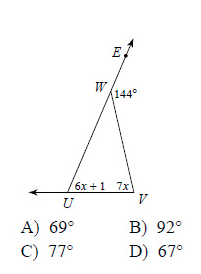 E
W
144°
6x + 1 7x
U V
A) 69° B) 92°
C) 77° D) 67°